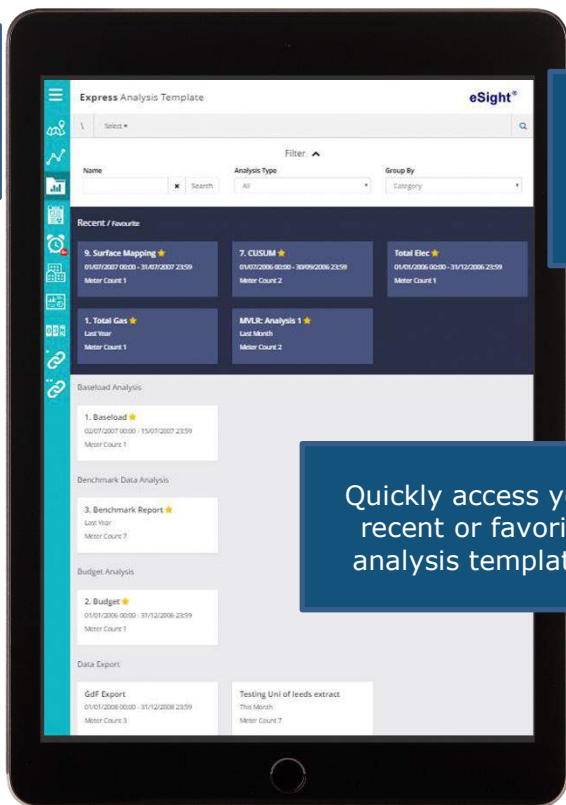 Express Analysis Template
eSight®
\ Select
Filter
Name
Analysis Type
Group By
Search
All
Category
Recent / Favourite
9. Surface Mapping
01/07/2007 00:00 - 31/07/2007 23:59
Meter Count 1
7. CUSUM
01/07/2006 00:00 - 30/09/2006 23:59
Meter Count 2
Total Elec
01/01/2006 00:00 - 31/12/2006 23:59
Meter Count 1
1. Total Gas
Last Year
Meter Count 1
MVLR: Analysis 1
Last Month
Meter Count 2
Baseload Analysis
1. Baseload
02/07/2007 00:00 - 15/07/2007 23:59
Meter Count 1
Benchmark Data Analysis
3. Benchmark Report
Last Year
Meter Count 7
Budget Analysis
2. Budget
01/01/2006 00:00 - 31/12/2006 23:59
Meter Count 1
Data Export
GdF Export
01/01/2008 00:00 - 31/12/2008 23:59
Meter Count 3
Testing Uni of leeds extract
This Month
Meter Count 7
Quickly access y
recent or favori
analysis templat